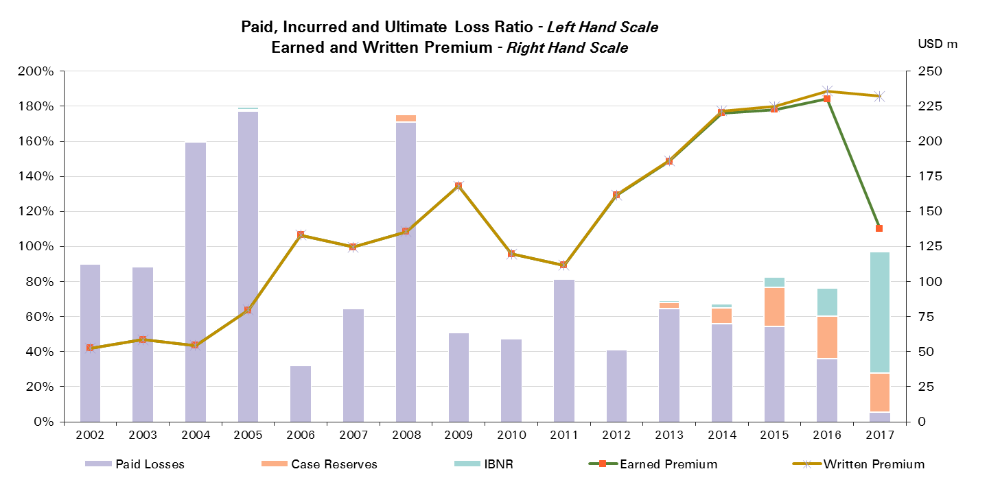 Paid, Incurred and Ultimate Loss Ratio - Left Hand Scale
Earned and Written Premium - Right Hand Scale
USD m
200% 250
180% 225
160% 200
140% 175
120% 150
100% 125
80% 100
60% 75
40% 50
20% 25
0% 0
2002 2003 2004 2005 2006 2007 2008 2009 2010 2011 2012 2013 2014 2015 2016 2017
Paid Losses Case Reserves IBNR Earned Premium Written Premium